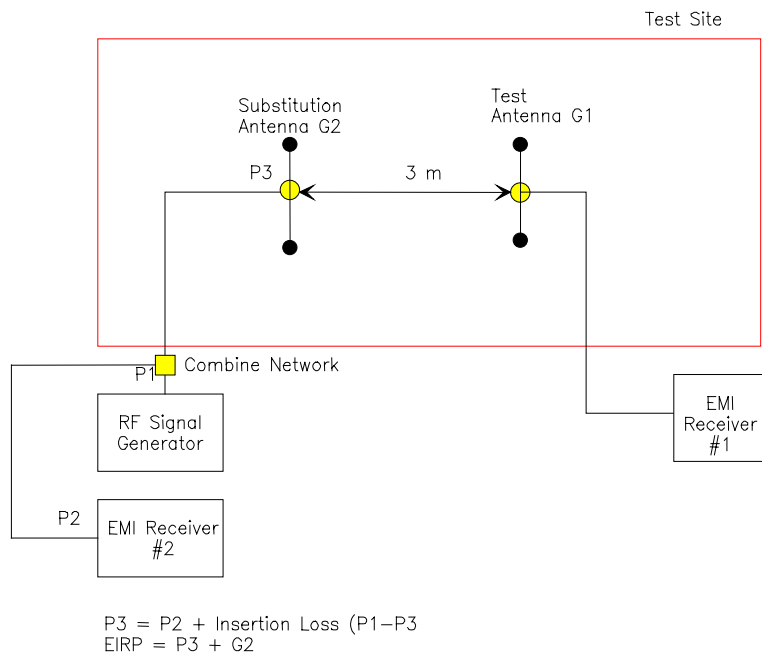 Test Site
Substitution
Antenna G2
Test
Antenna G1
P3
3 m
P1
Combine Network
RF Signal
Generator
EMI
Receiver
#1
P2
EMI Receiver
#2
P3 = P2 + Insertion Loss (P1-P3
EIRP = P3 + G2